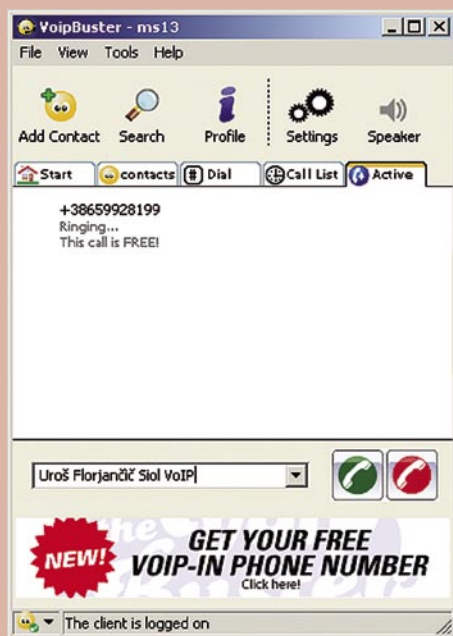 VoipBuster - ms13
File View Tools Help
Add Contact Search Profile Settings Speaker
Start contacts # Dial Call List Active
+38659928199
Ringing...
This call is FREE!
Uroš Florjančič Siol VoIP
NEW!
GET YOUR FREE
VOIP-IN PHONE NUMBER
Click here!
The client is logged on